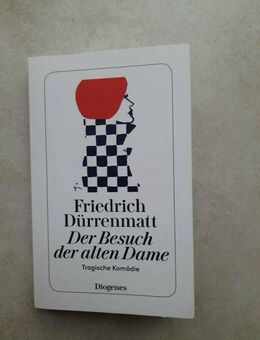 Friedrich
Dürrenmatt
Der Besuch
der alten Dame
Tragische Komödie
Diogenes